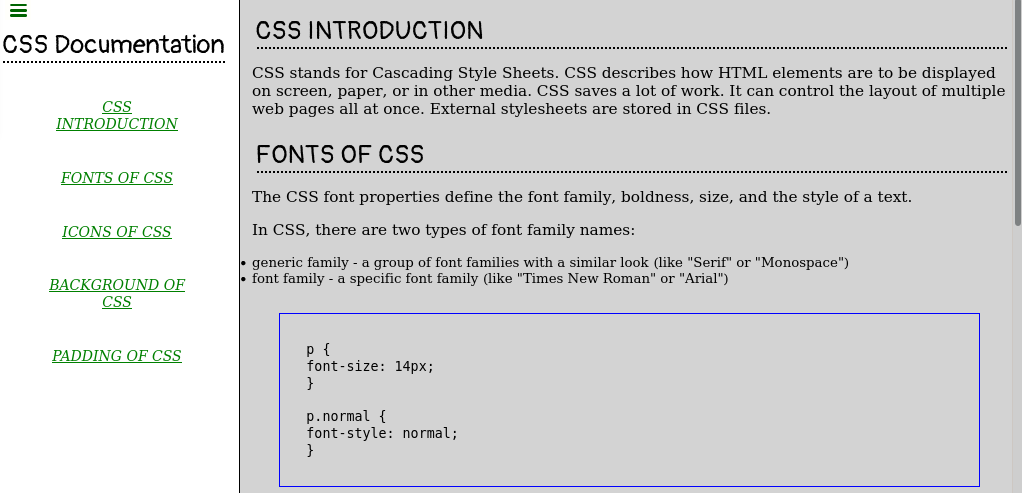 CSS Documentation
CSS
INTRODUCTION
FONTS OF CSS
ICONS OF CSS
BACKGROUND OF
CSS
PADDING OF CSS
CSS INTRODUCTION
CSS stands for Cascading Style Sheets. CSS describes how HTML elements are to be displayed
on screen, paper, or in other media. CSS saves a lot of work. It can control the layout of multiple
web pages all at once. External stylesheets are stored in CSS files.
FONTS OF CSS
The CSS font properties define the font family, boldness, size, and the style of a text.
In CSS, there are two types of font family names:
• generic family - a group of font families with a similar look (like "Serif" or "Monospace")
• font family - a specific font family (like "Times New Roman" or "Arial")
p {
font-size: 14px;
}
p.normal {
font-style: normal;
}